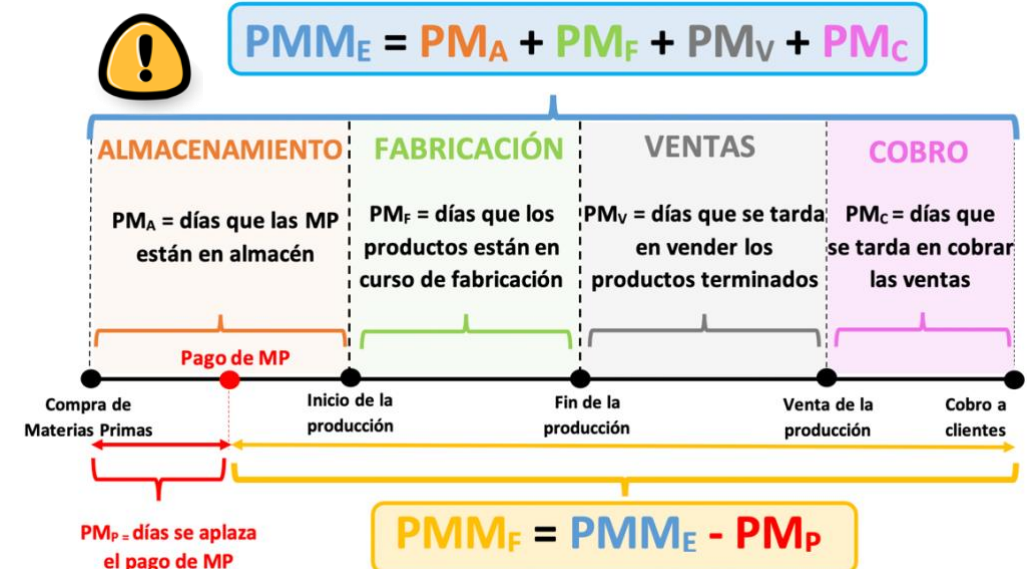 PMME = PMA + PMF + PMV + PMC
ALMACENAMIENTO
PMA = días que las MP
están en almacén
FABRICACIÓN
PMF = días que los
productos están en
curso de fabricación
VENTAS
PMV = días que se tarda
en vender los
productos terminados
COBRO
PMC = días que
se tarda en cobrar
las ventas
Pago de MP
Compra de
Materias Primas
Inicio de la
producción
Fin de la
producción
Venta de la
producción
Cobro a
clientes
PMP = días se aplaza
el pago de MP
PMMF = PMME - PMP